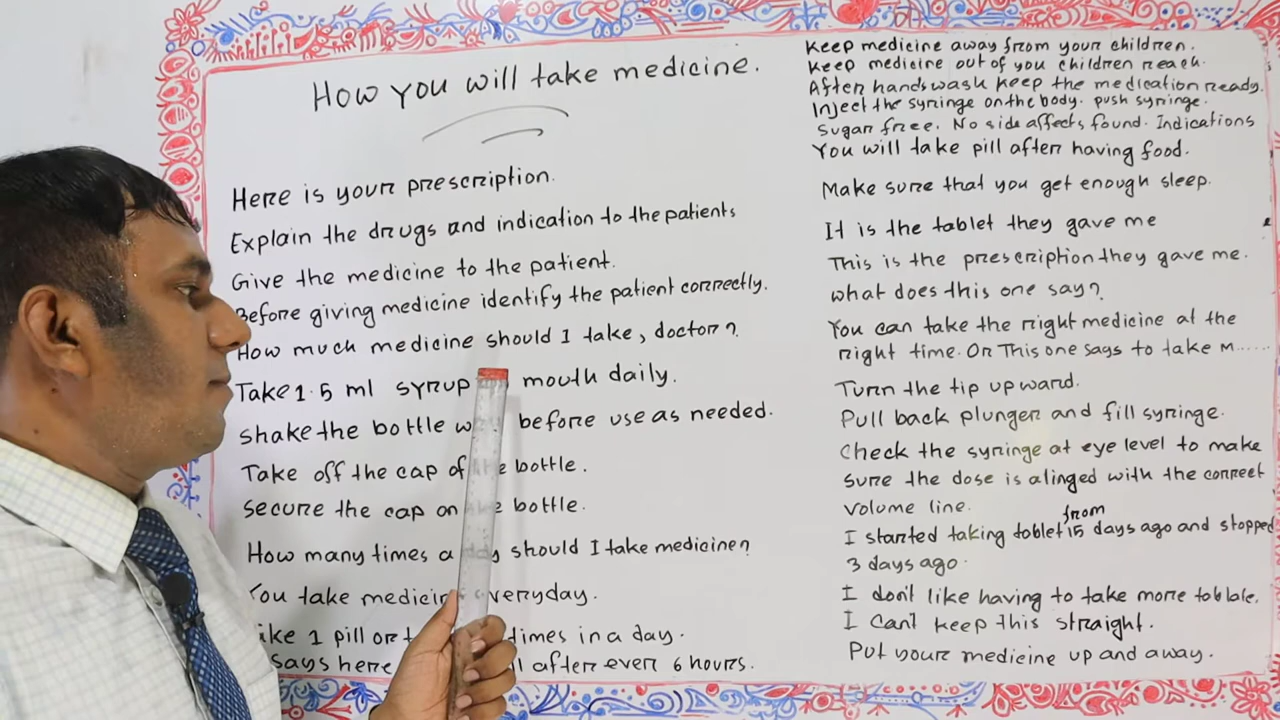 How you will take medicine.
Here is your prescription.
Explain the drugs and indication to the patients
Give the medicine to the patient.
Before giving medicine identify the patient correctly.
How much medicine should I take, doctor?
Take 1.5 ml syrup mouth daily.
shake the bottle before use as needed.
Take off the cap of the bottle.
secure the cap on the bottle.
How many times a day should I take medicine?
You take medicine everyday.
1 pill or times in a day.
says here after ever 6 hours.
Keep medicine away from your children.
Keep medicine out of you children reach.
After hands wash keep the medication ready.
Inject the syringe on the body. push syringe.
Sugar free. No side affects found. Indications
You will take pill after having food.
Make sure that you get enough sleep.
It is the tablet they gave me
This is the prescription they gave me.
what does this one say?
You can take the right medicine at the
right time. Or This one says to take m......
Turn the tip upward.
Pull back plunger and fill syringe.
Check the syringe at eye level to make
sure the dose is alinged with the correct
volume line.
from
I started taking tablet 15 days ago and stopped
3 days ago.
I don't like having to take more tablate.
I can't keep this straight.
Put your medicine up and away.